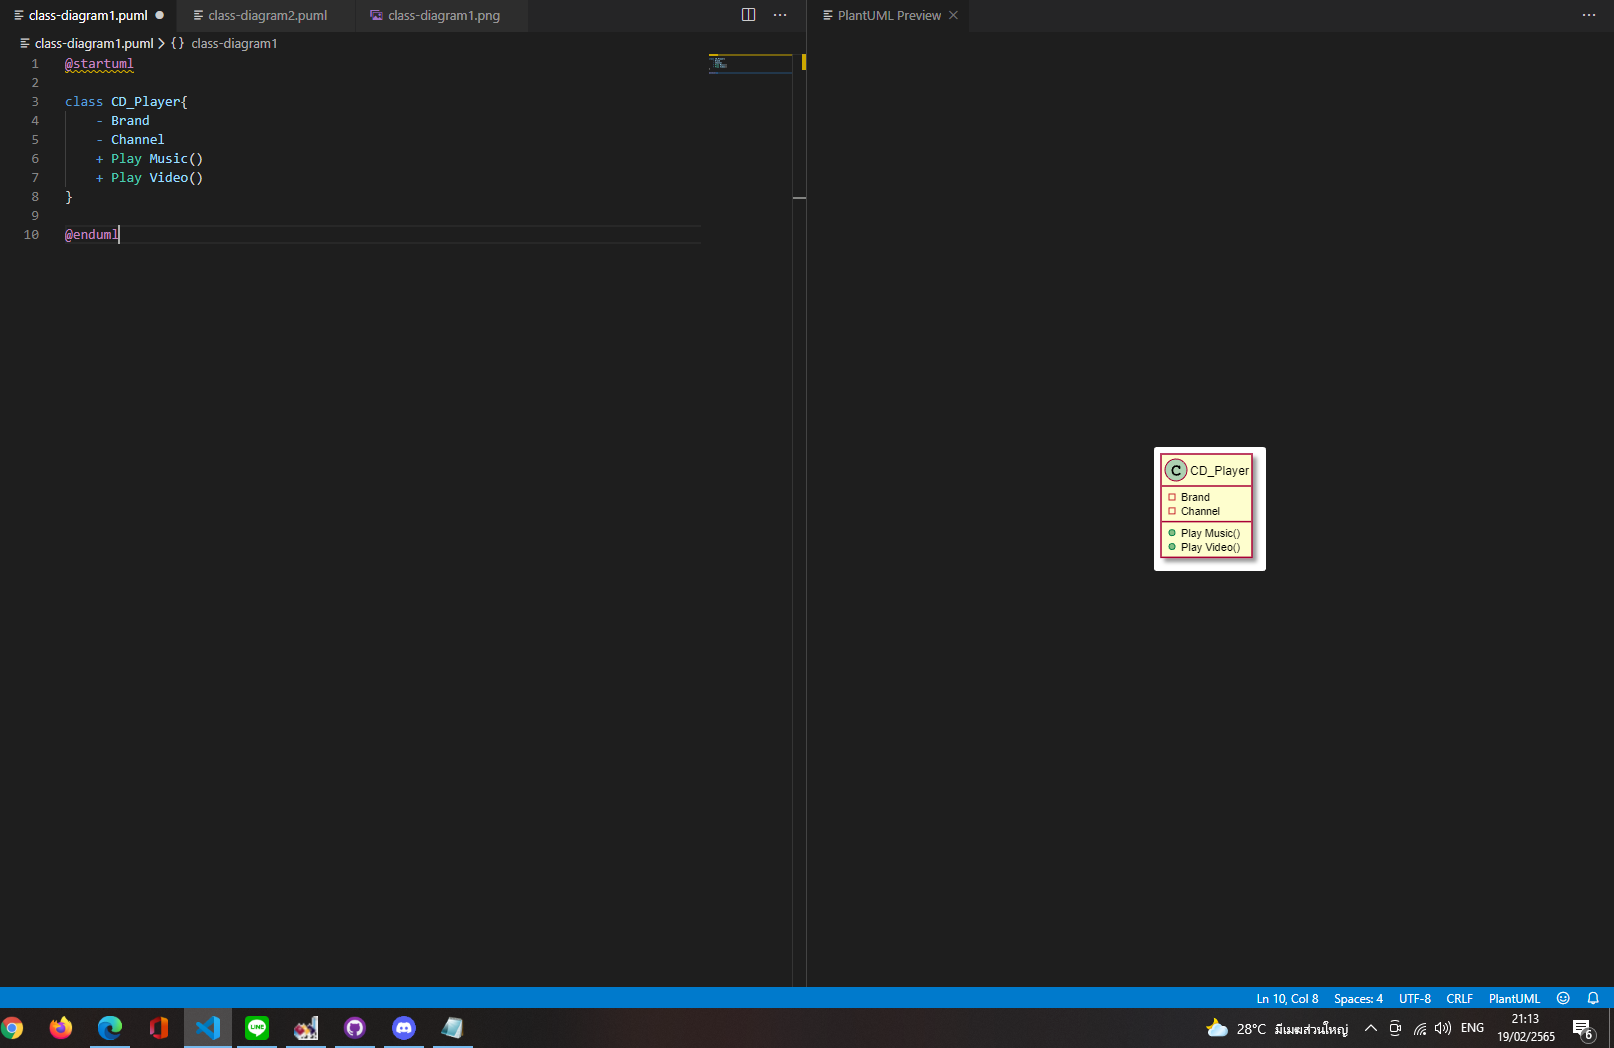 class-diagram1.puml
class-diagram2.puml
class-diagram1.png
PlantUML Preview
class-diagram1.puml > {} class-diagram1
1 @startuml
2
3 class CD_Player{
4 - Brand
5 - Channel
6 + Play Music()
7 + Play Video()
8 }
9
10 @enduml
C CD_Player
Brand
Channel
Play Music()
Play Video()
Ln 10, Col 8 Spaces: 4 UTF-8 CRLF PlantUML
LINE
28°C มีเมฆส่วนใหญ่ ENG
21:13
19/02/2565
6